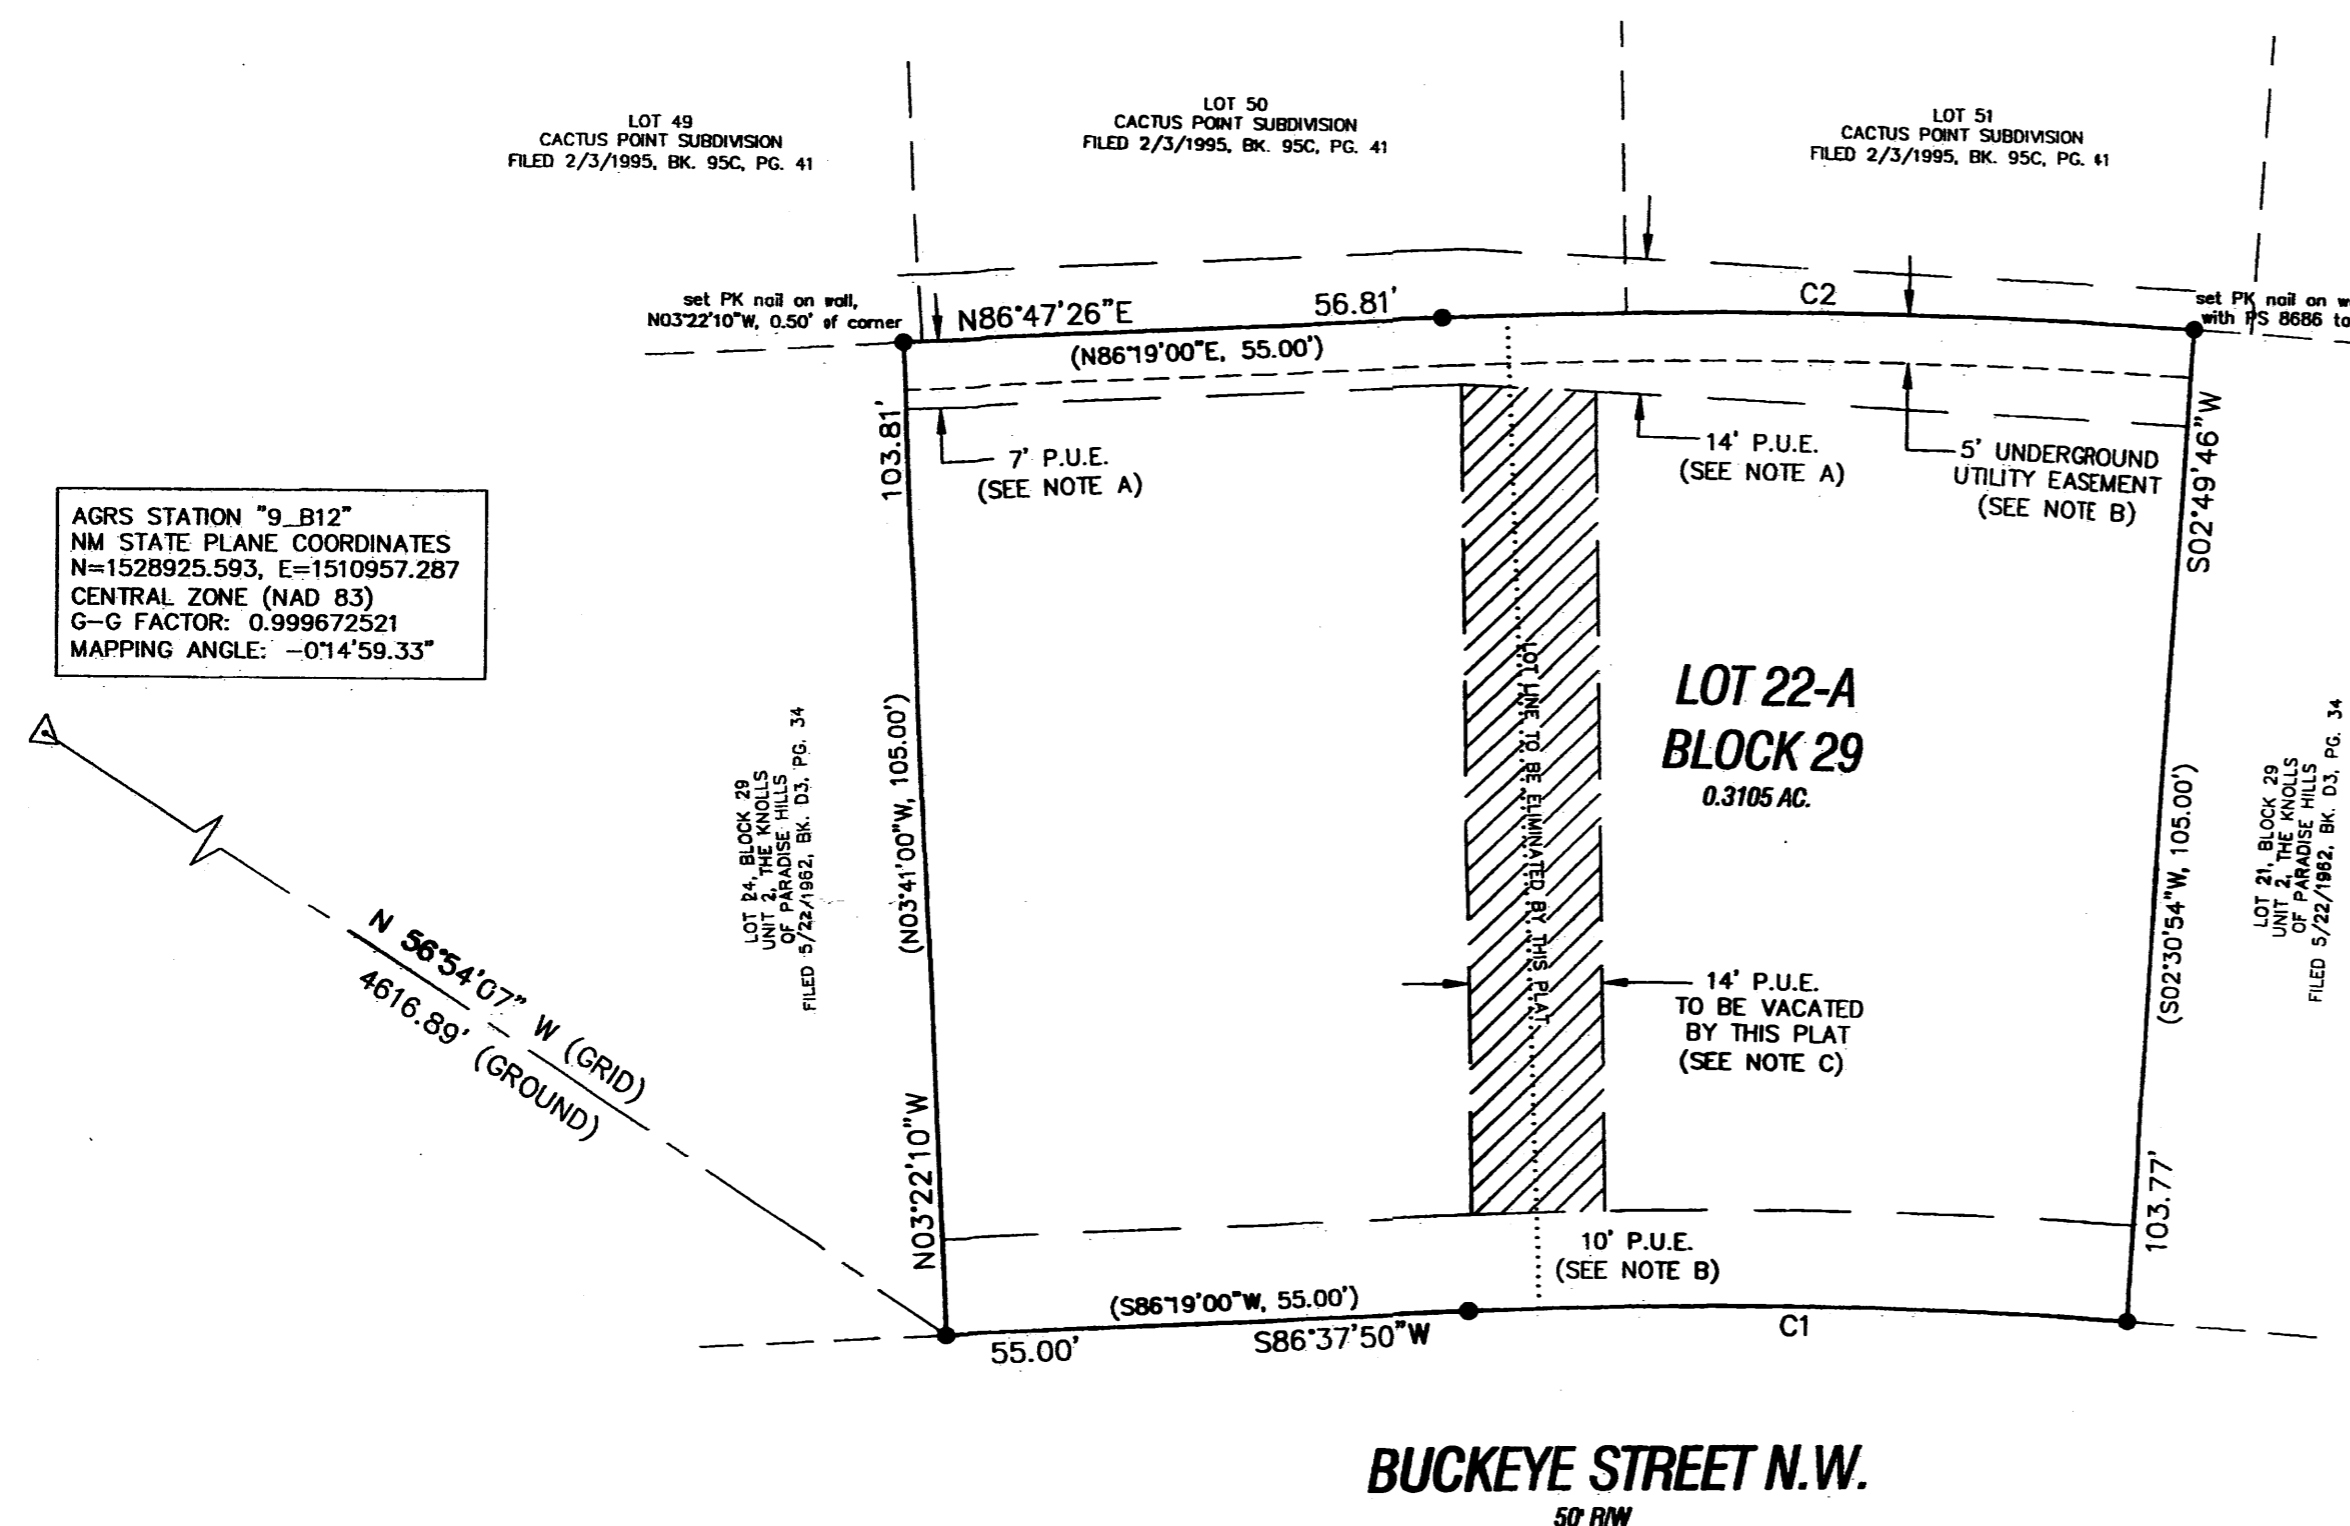 LOT 49
CACTUS POINT SUBDIVISION
FILED 2/3/1995, BK. 95C, PG. 41
LOT 50
CACTUS POINT SUBDIVISION
FILED 2/3/1995, BK. 95C, PG. 41
LOT 51
CACTUS POINT SUBDIVISION
FILED 2/3/1995, BK. 95C, PG. 41
set PK nail on wall,
N03°22'10"W, 0.50' of corner
N86°47'26"E
56.81'
(N86°19'00"E, 55.00')
C2
set PK nail on
with PS 8686
103.81'
7' P.U.E.
(SEE NOTE A)
14' P.U.E.
(SEE NOTE A)
5' UNDERGROUND
UTILITY EASEMENT
(SEE NOTE B)
S02°49'46"W
AGRS STATION "9_B12"
NM STATE PLANE COORDINATES
N=1528925.593, E=1510957.287
CENTRAL ZONE (NAD 83)
G-G FACTOR: 0.999672521
MAPPING ANGLE: -0°14'59.33"
LOT 22-A
BLOCK 29
0.3105 AC.
LOT LINE TO BE ELIMINATED BY THIS PLAT
(N03°41'00"W, 105.00')
LOT 24, BLOCK 29
UNIT 2, THE KNOLLS
OF PARADISE HILLS
FILED 5/22/1962, BK. D3, PG. 34
(S02°30'54"W, 105.00')
LOT 21, BLOCK 29
UNIT 2, THE KNOLLS
OF PARADISE HILLS
FILED 5/22/1962, BK. D3, PG. 34
N 56°54'07" W (GRID)
4616.89' (GROUND)
14' P.U.E.
TO BE VACATED
BY THIS PLAT
(SEE NOTE C)
N03°22'10"W
103.77'
10' P.U.E.
(SEE NOTE B)
(S86°19'00"W, 55.00')
55.00'
S86°37'50"W
C1
BUCKEYE STREET N.W.
50' R/W